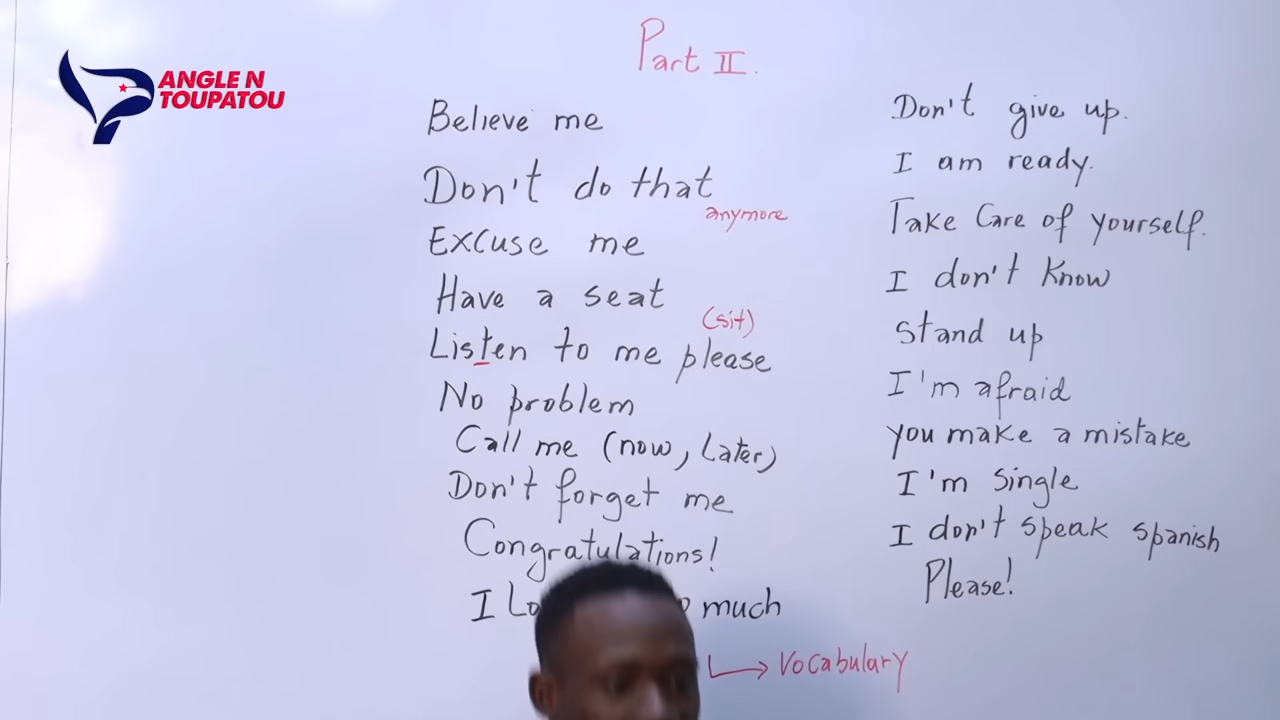 ANGLE N
TOUPATOU
Part II.
Believe me
Don't do that
anymore
Excuse me
Have a seat
(sit)
Listen to me please
No problem
Call me (now, Later)
Don't forget me
Congratulations!
I much
Vocabulary
Don't give up.
I am ready.
Take Care of yourself.
I don't know
Stand up
I'm afraid
you make a mistake
I'm Single
I don't speak spanish
Please!